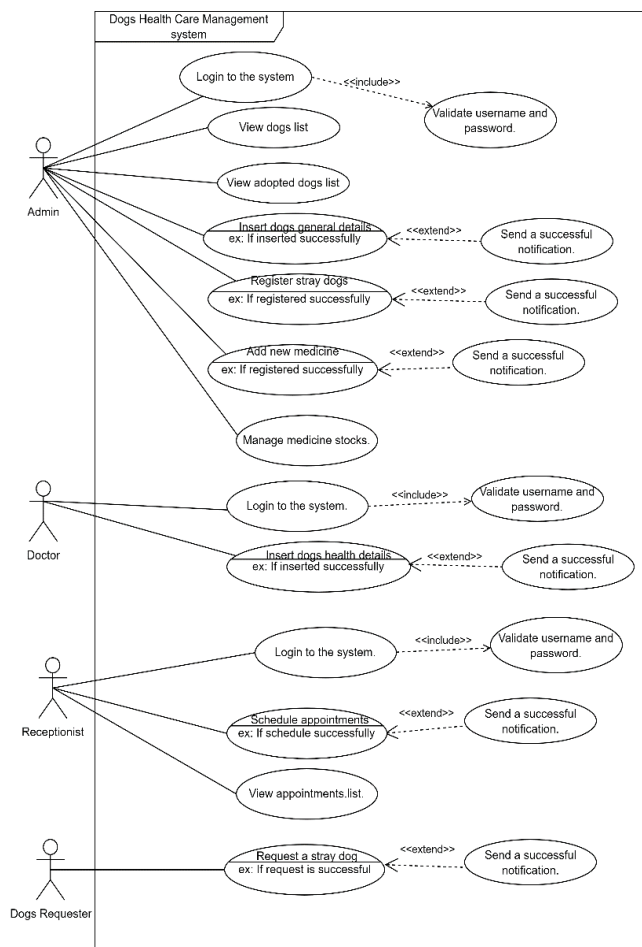 Dogs Health Care Management
system
Login to the system
<<include>>
Validate username and
password.
View dogs list
View adopted dogs list
Admin
Insert dogs general details
ex: If inserted successfully
<<extend>>
Send a successful
notification.
Register stray dogs
ex: If registered successfully
<<extend>>
Send a successful
notification.
Add new medicine
ex: If registered successfully
<<extend>>
Send a successful
notification.
Manage medicine stocks.
Doctor
Login to the system.
<<include>>
Validate username and
password.
Insert dogs health details
ex: If inserted successfully
<<extend>>
Send a successful
notification.
Receptionist
Login to the system.
<<include>>
Validate username and
password.
Schedule appointments
ex: If schedule successfully
<<extend>>
Send a successful
notification.
View appointments.list.
Dogs Requester
Request a stray dog
ex: If request is successful
<<extend>>
Send a successful
notification.